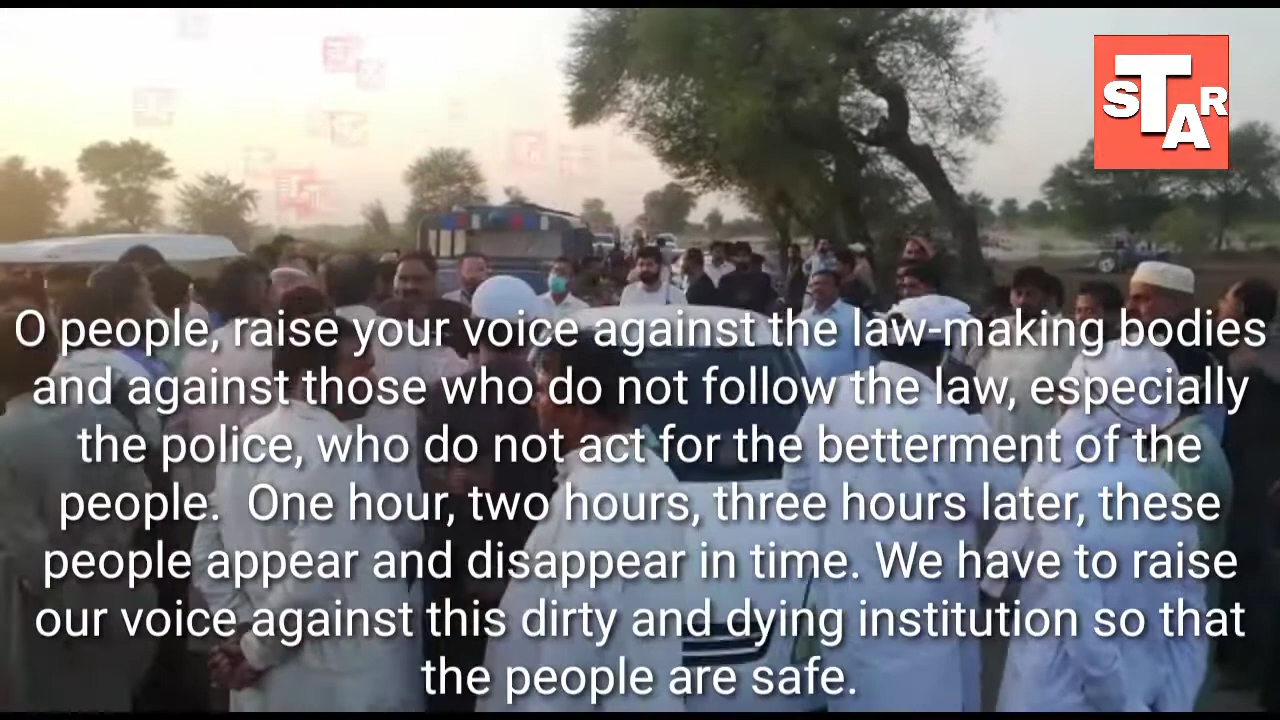 STAR
O people, raise your voice against the law-making bodies
and against those who do not follow the law, especially
the police, who do not act for the betterment of the
people.  One hour, two hours, three hours later, these
people appear and disappear in time. We have to raise
our voice against this dirty and dying institution so that
the people are safe.